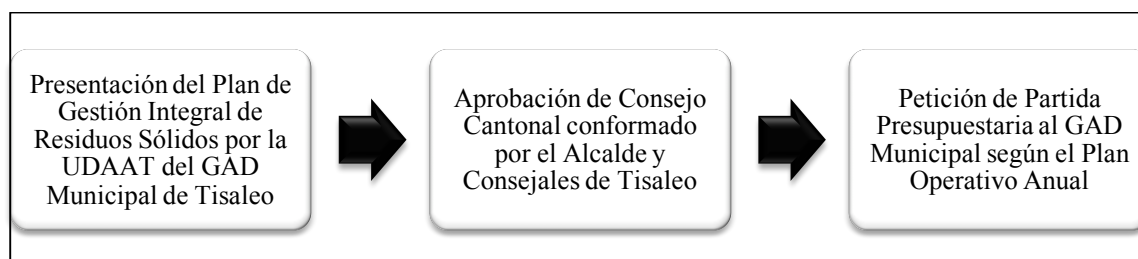 Presentación del Plan de
Gestión Integral de
Residuos Sólidos por la
UDAAT del GAD
Municipal de Tisaleo
Aprobación de Consejo
Cantonal conformado
por el Alcalde y
Consejales de Tisaleo
Petición de Partida
Presupuestaria al GAD
Municipal según el Plan
Operativo Anual